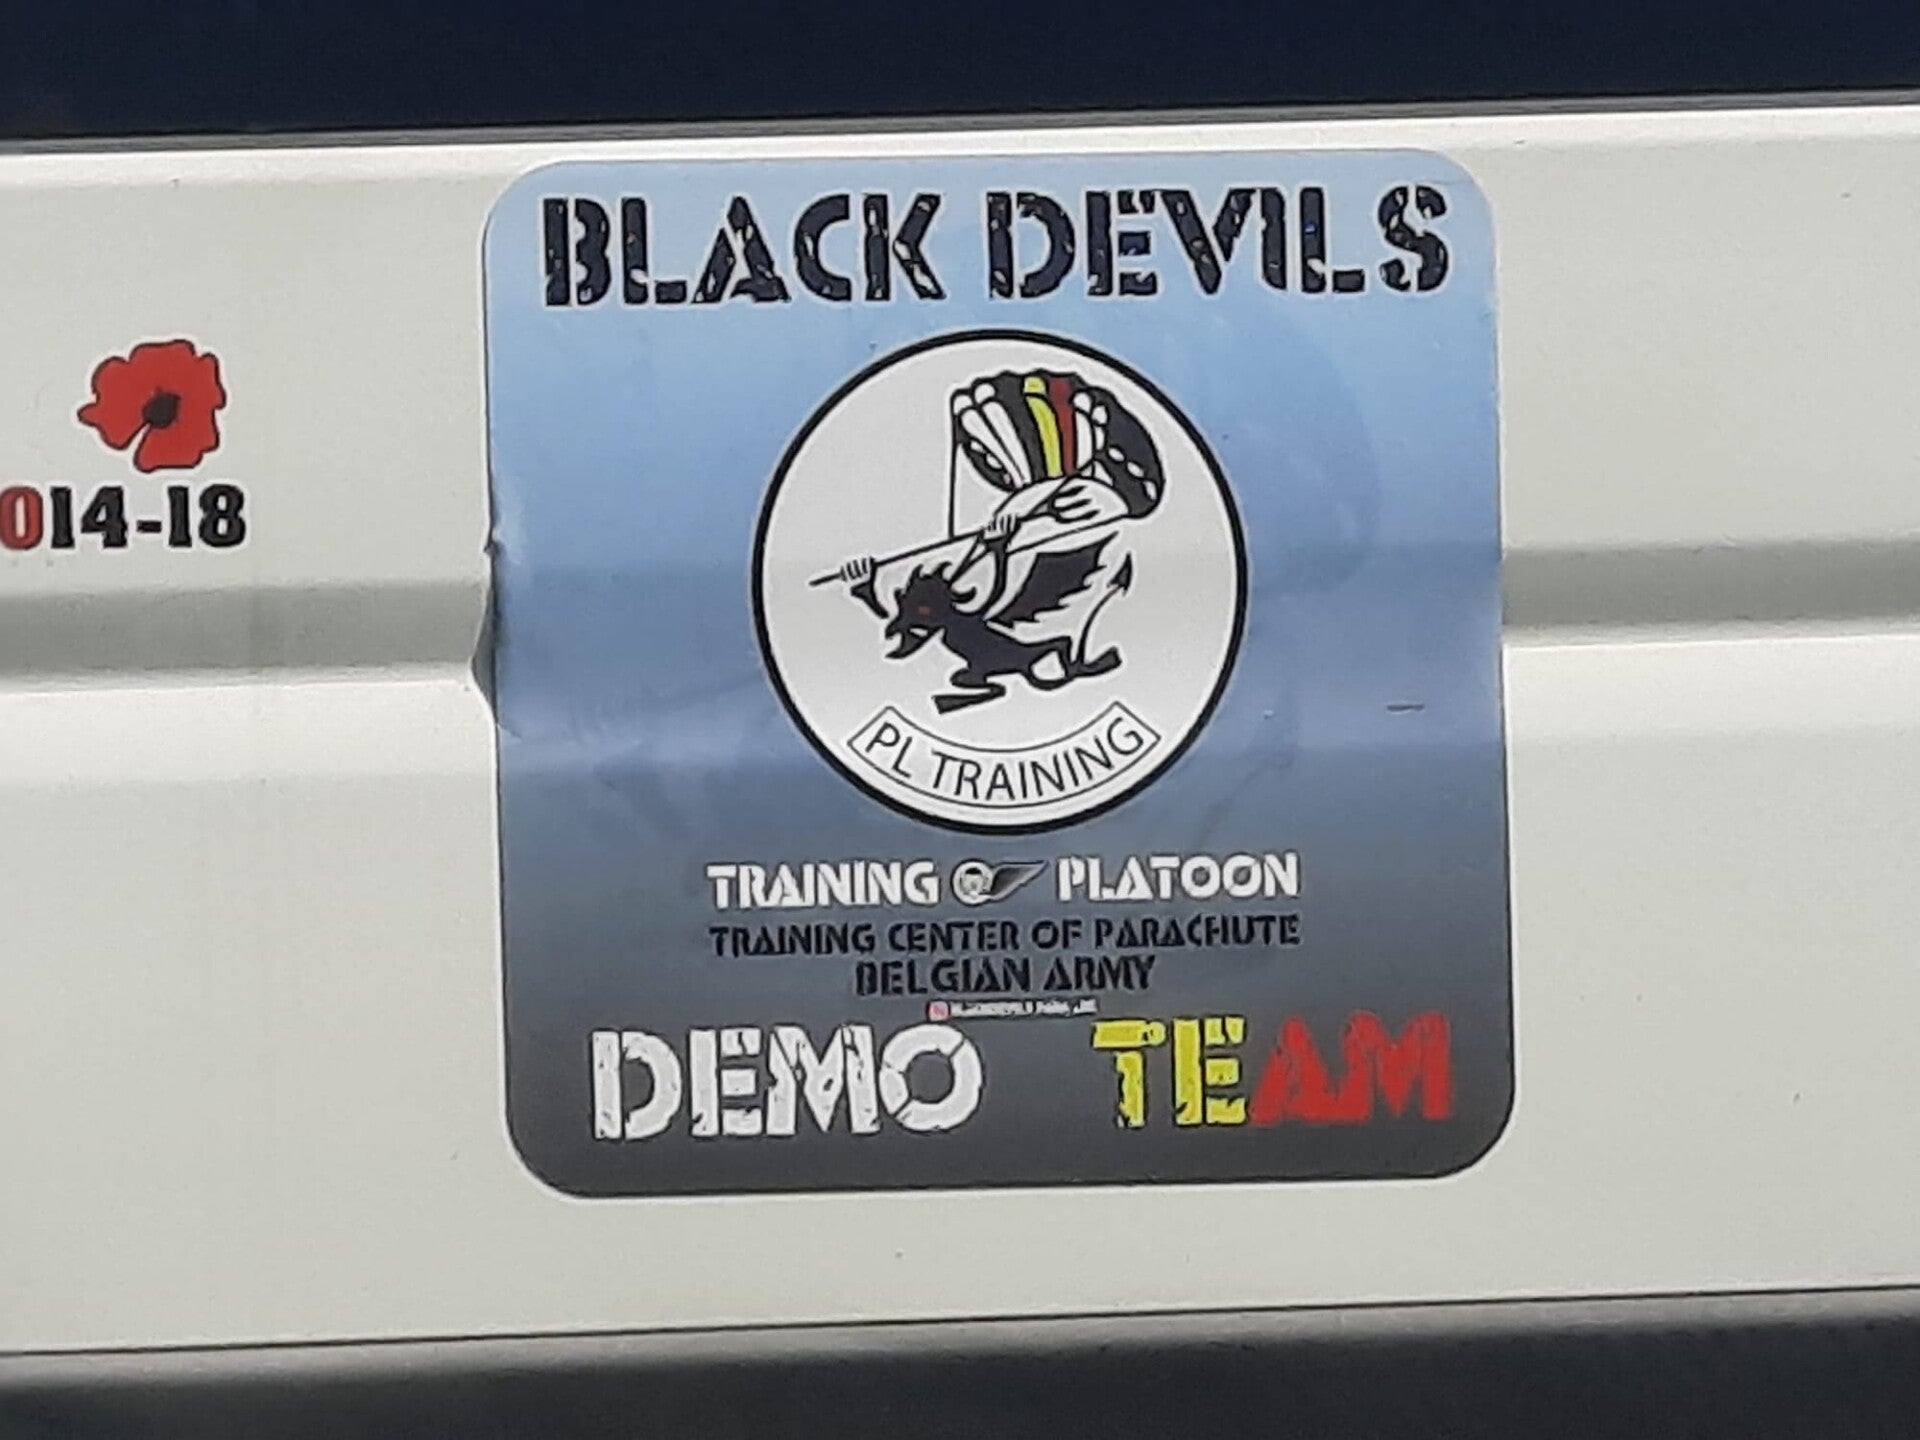 BLACK DEVILS
014-18
PL TRAINING
TRAINING PLATOON
TRAINING CENTER OF PARACHUTE
BELGIAN ARMY
DEMO TEAM